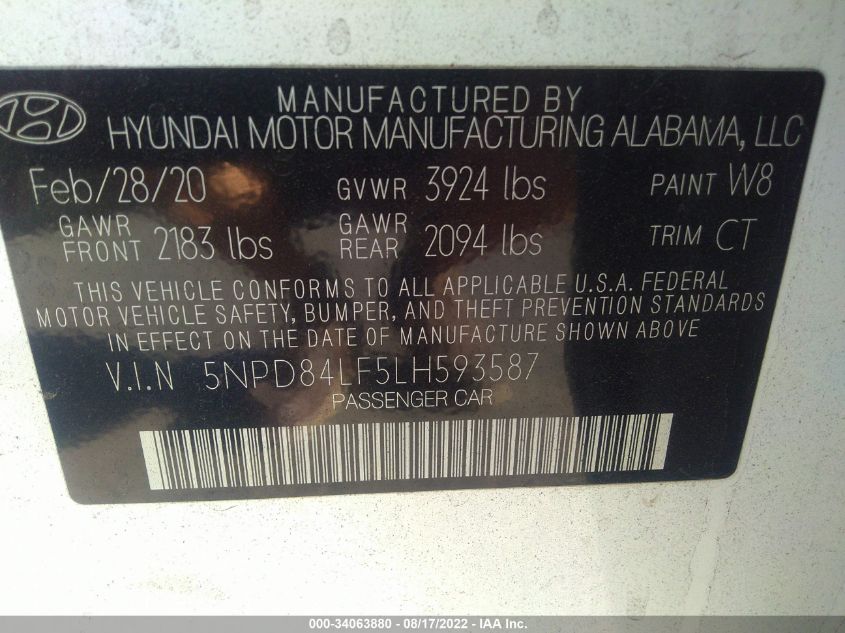 MANUFACTURED BY
HYUNDAI MOTOR MANUFACTURING ALABAMA, LLC
Feb/28/20 GVWR 3924 lbs PAINT W8
GAWR FRONT 2183 lbs GAWR REAR 2094 lbs TRIM CT
THIS VEHICLE CONFORMS TO ALL APPLICABLE U.S.A. FEDERAL
MOTOR VEHICLE SAFETY, BUMPER, AND THEFT PREVENTION STANDARDS
IN EFFECT ON THE DATE OF MANUFACTURE SHOWN ABOVE
V.I.N 5NPD84LF5LH593587
PASSENGER CAR
000-34063880 - 08/17/2022 - IAA Inc.